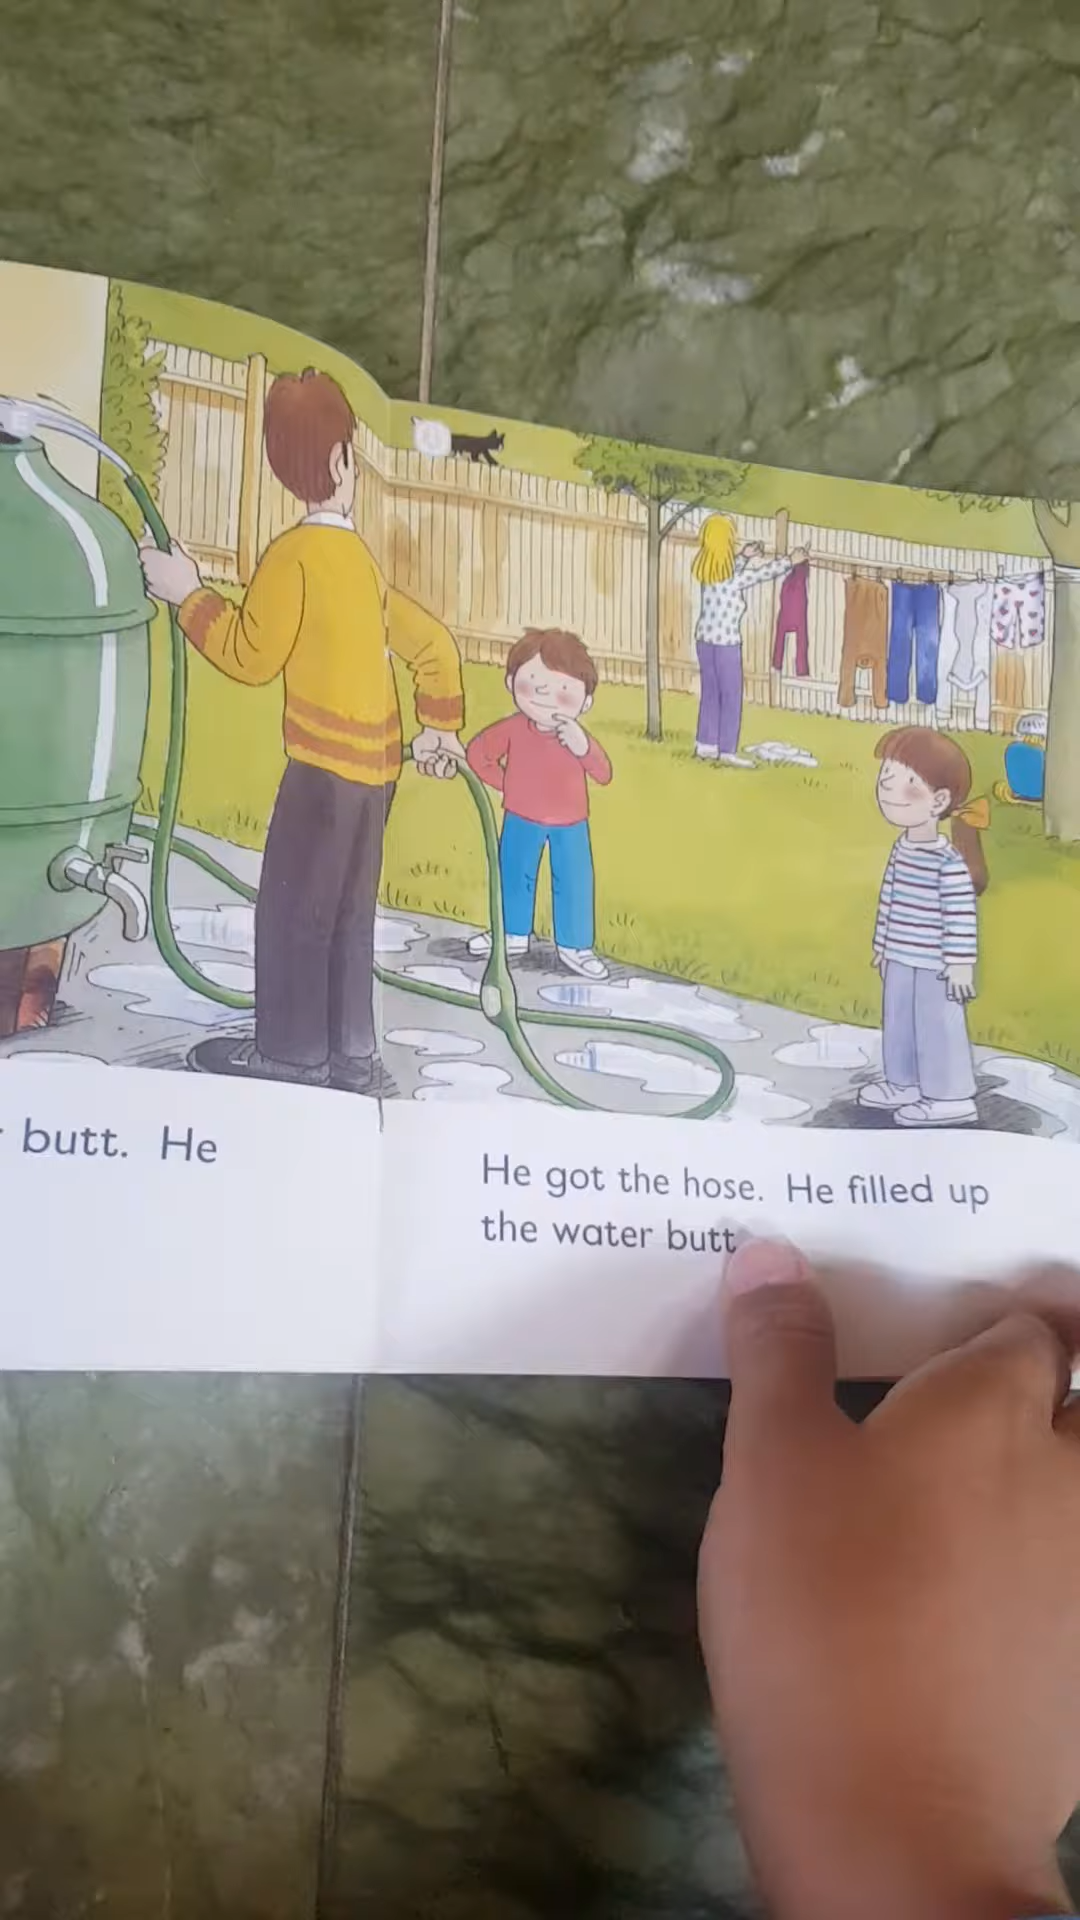 butt. He
He got the hose. He filled up
the water butt